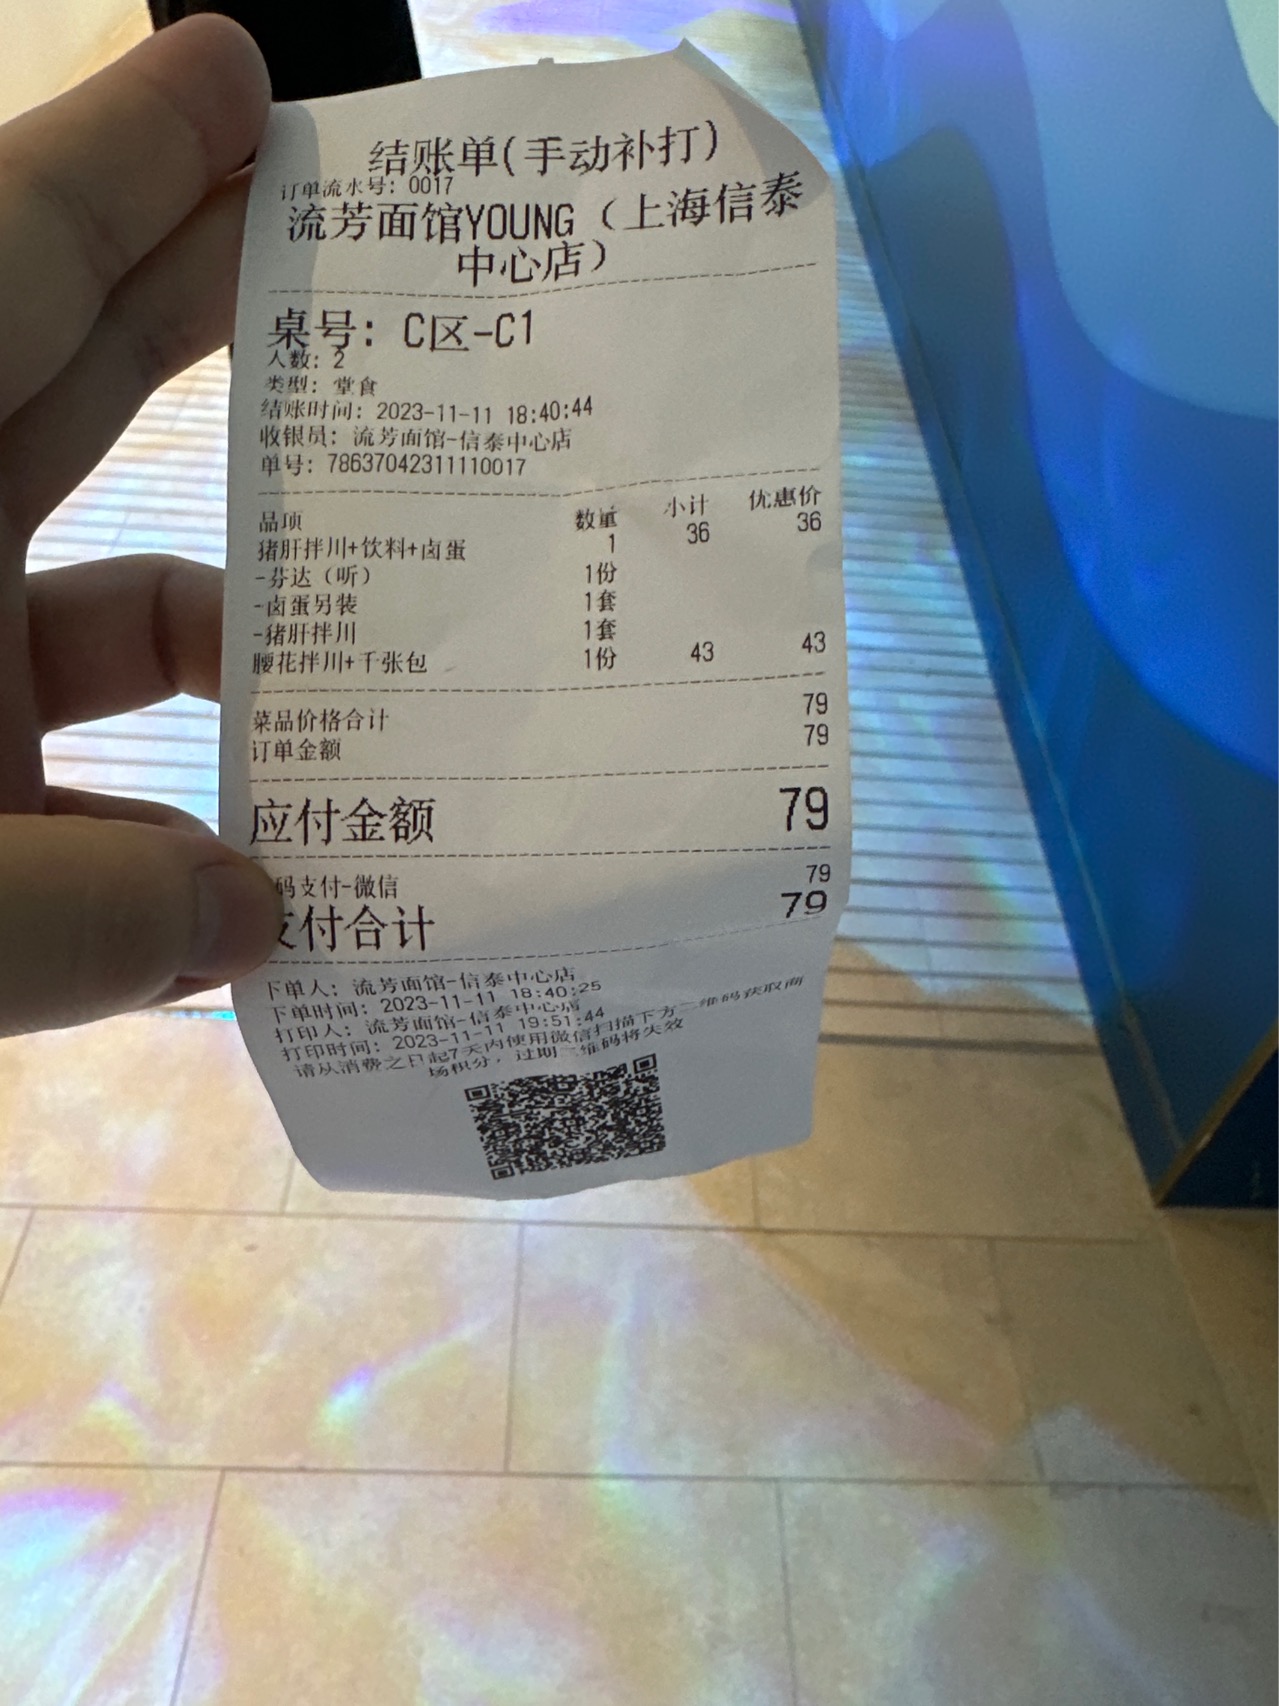 结账单(手动补打)
订单流水号: 0017
流芳面馆YOUNG（上海信泰
中心店）
桌号: C区-C1
人数: 2
类型: 堂食
结账时间: 2023-11-11 18:40:44
收银员: 流芳面馆-信泰中心店
单号: 78637042311110017
品项 数量 小计 优惠价
猪肝拌川+饮料+卤蛋 1 36 36
-芬达（听） 1份
-卤蛋另装 1套
-猪肝拌川 1套
腰花拌川+千张包 1份 43 43
菜品价格合计 79
订单金额 79
应付金额 79
码支付-微信 79
支付合计 79
下单人: 流芳面馆-信泰中心店
下单时间: 2023-11-11 18:40:25
打印人: 流芳面馆-信泰中心店
打印时间: 2023-11-11 19:51:44
请从消费之日起7天内使用微信扫描下方二维码获取商
场积分，过期二维码将失效